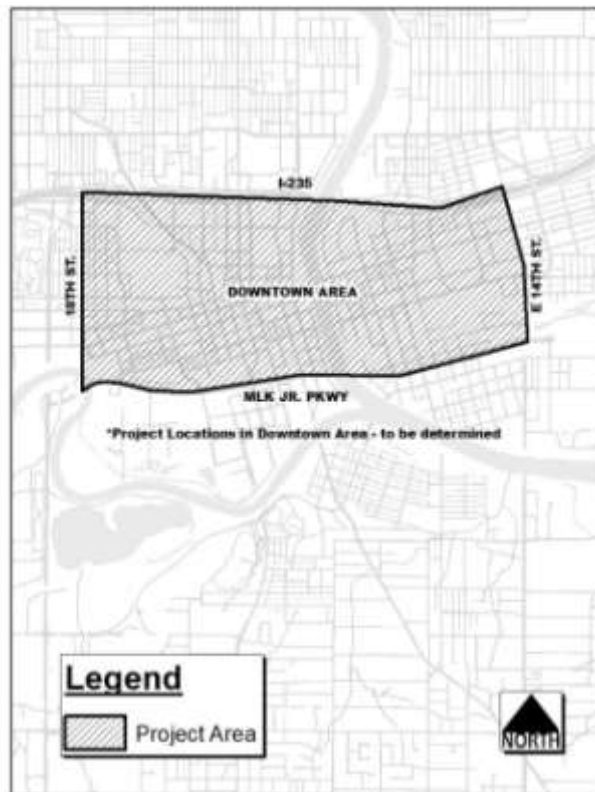 I-235
18TH ST.
DOWNTOWN AREA
E 14TH ST.
MLK JR. PKWY
*Project Locations in Downtown Area - to be determined
Legend
Project Area
NORTH